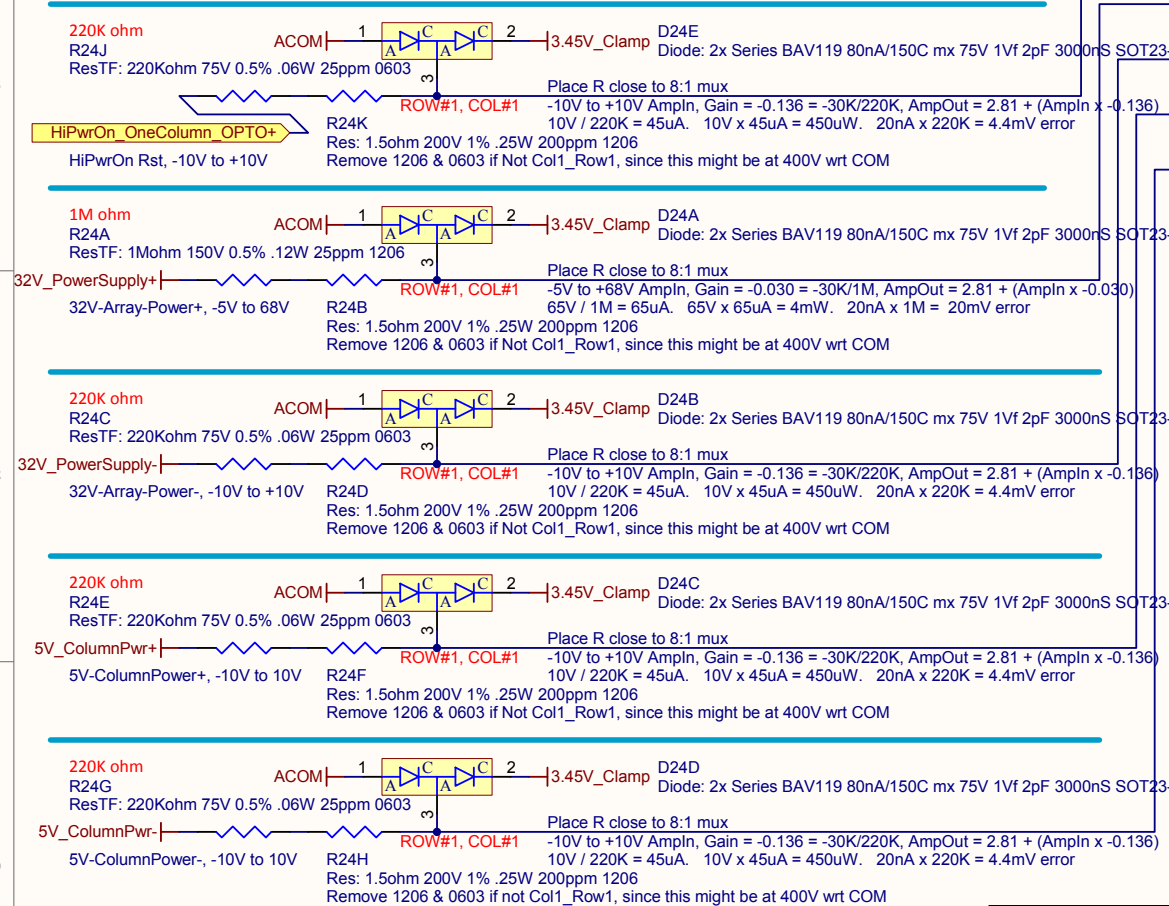 220K ohm
R24J
ResTF: 220Kohm 75V 0.5% .06W 25ppm 0603
ACOM 1 A C A C 2 3.45V_Clamp
3
D24E
Diode: 2x Series BAV119 80nA/150C mx 75V 1Vf 2pF 3000nS SOT23-
Place R close to 8:1 mux
ROW#1, COL#1
-10V to +10V AmpIn, Gain = -0.136 = -30K/220K, AmpOut = 2.81 + (AmpIn x -0.136)
10V / 220K = 45uA. 10V x 45uA = 450uW. 20nA x 220K = 4.4mV error
HiPwrOn_OneColumn_OPTO+
HiPwrOn Rst, -10V to +10V
R24K
Res: 1.5ohm 200V 1% .25W 200ppm 1206
Remove 1206 & 0603 if Not Col1_Row1, since this might be at 400V wrt COM
1M ohm
R24A
ResTF: 1Mohm 150V 0.5% .12W 25ppm 1206
ACOM 1 A C A C 2 3.45V_Clamp
3
D24A
Diode: 2x Series BAV119 80nA/150C mx 75V 1Vf 2pF 3000nS SOT23-
Place R close to 8:1 mux
32V_PowerSupply+
ROW#1, COL#1
-5V to +68V AmpIn, Gain = -0.030 = -30K/1M, AmpOut = 2.81 + (AmpIn x -0.030)
65V / 1M = 65uA. 65V x 65uA = 4mW. 20nA x 1M = 20mV error
32V-Array-Power+, -5V to 68V
R24B
Res: 1.5ohm 200V 1% .25W 200ppm 1206
Remove 1206 & 0603 if Not Col1_Row1, since this might be at 400V wrt COM
220K ohm
R24C
ResTF: 220Kohm 75V 0.5% .06W 25ppm 0603
ACOM 1 A C A C 2 3.45V_Clamp
3
D24B
Diode: 2x Series BAV119 80nA/150C mx 75V 1Vf 2pF 3000nS SOT23-
Place R close to 8:1 mux
32V_PowerSupply-
ROW#1, COL#1
-10V to +10V AmpIn, Gain = -0.136 = -30K/220K, AmpOut = 2.81 + (AmpIn x -0.136)
10V / 220K = 45uA. 10V x 45uA = 450uW. 20nA x 220K = 4.4mV error
32V-Array-Power-, -10V to +10V
R24D
Res: 1.5ohm 200V 1% .25W 200ppm 1206
Remove 1206 & 0603 if Not Col1_Row1, since this might be at 400V wrt COM
220K ohm
R24E
ResTF: 220Kohm 75V 0.5% .06W 25ppm 0603
ACOM 1 A C A C 2 3.45V_Clamp
3
D24C
Diode: 2x Series BAV119 80nA/150C mx 75V 1Vf 2pF 3000nS SOT23-
Place R close to 8:1 mux
5V_ColumnPwr+
ROW#1, COL#1
-10V to +10V AmpIn, Gain = -0.136 = -30K/220K, AmpOut = 2.81 + (AmpIn x -0.136)
10V / 220K = 45uA. 10V x 45uA = 450uW. 20nA x 220K = 4.4mV error
5V-ColumnPower+, -10V to 10V
R24F
Res: 1.5ohm 200V 1% .25W 200ppm 1206
Remove 1206 & 0603 if Not Col1_Row1, since this might be at 400V wrt COM
220K ohm
R24G
ResTF: 220Kohm 75V 0.5% .06W 25ppm 0603
ACOM 1 A C A C 2 3.45V_Clamp
3
D24D
Diode: 2x Series BAV119 80nA/150C mx 75V 1Vf 2pF 3000nS SOT23-
Place R close to 8:1 mux
5V_ColumnPwr-
ROW#1, COL#1
-10V to +10V AmpIn, Gain = -0.136 = -30K/220K, AmpOut = 2.81 + (AmpIn x -0.136)
10V / 220K = 45uA. 10V x 45uA = 450uW. 20nA x 220K = 4.4mV error
5V-ColumnPower-, -10V to 10V
R24H
Res: 1.5ohm 200V 1% .25W 200ppm 1206
Remove 1206 & 0603 if not Col1_Row1, since this might be at 400V wrt COM